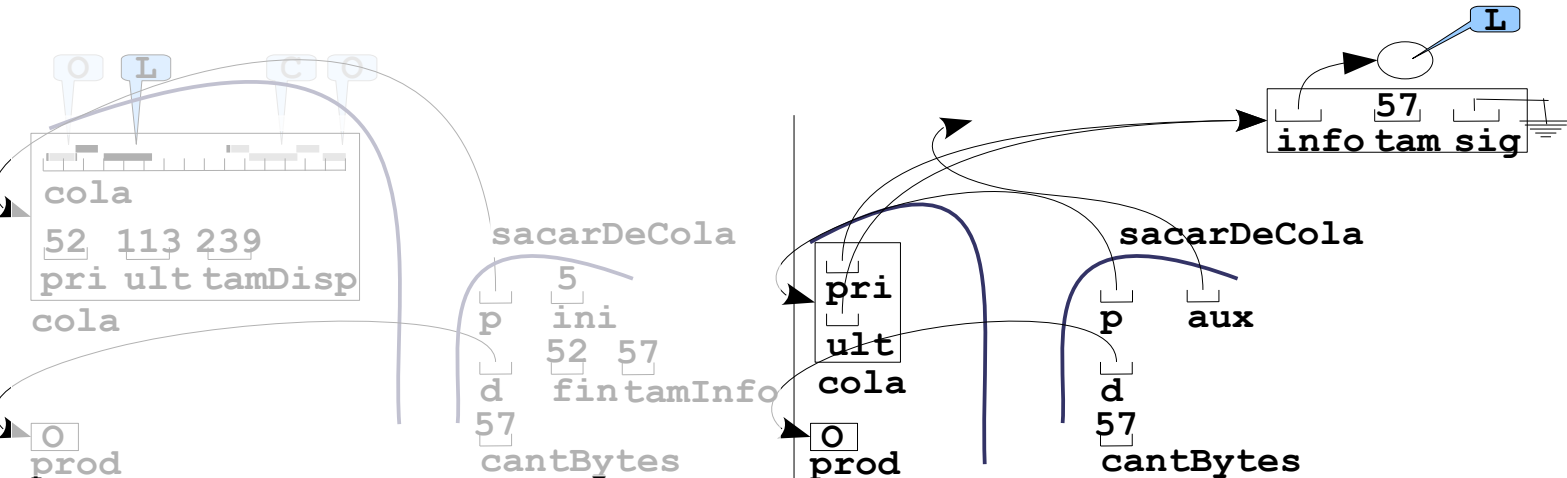 O L C O
cola
52 113 239
pri ult tamDisp
cola
sacarDeCola
5
p ini
52 57
d fin tamInfo
57
cantBytes
O
prod
L
57
info tam sig
sacarDeCola
pri
p aux
ult
cola
d
57
cantBytes
O
prod